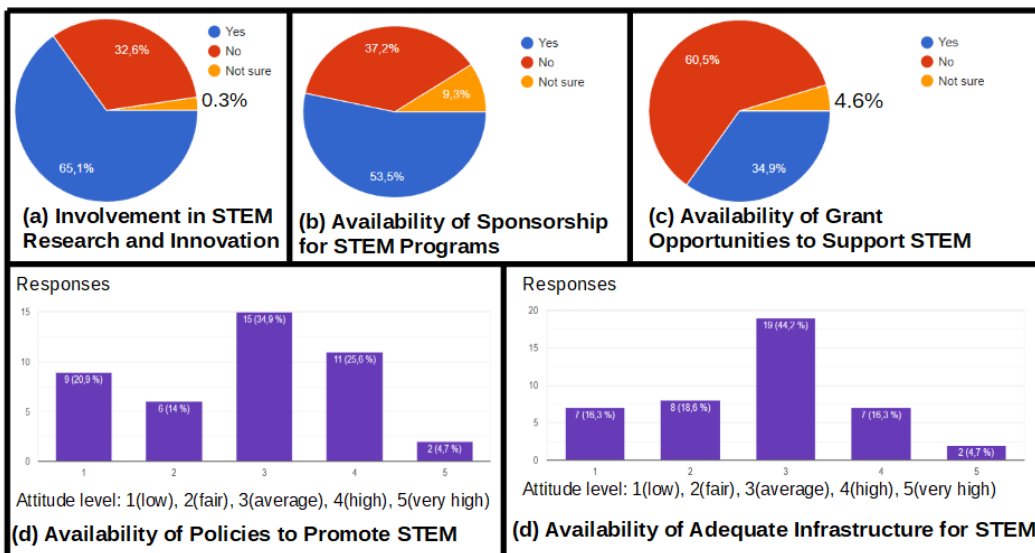 Yes
No
Not sure
32,6%
0.3%
65,1%
(a) Involvement in STEM
Research and Innovation
Yes
No
Not sure
37,2%
9,3%
53,5%
(b) Availability of Sponsorship
for STEM Programs
Yes
No
Not sure
60,5%
4.6%
34,9%
(c) Availability of Grant
Opportunities to Support STEM
Responses
15
10
5
0
9 (20,9 %)
6 (14 %)
15 (34,9 %)
11 (25,6 %)
2 (4,7 %)
1 2 3 4 5
Attitude level: 1(low), 2(fair), 3(average), 4(high), 5(very high)
(d) Availability of Policies to Promote STEM
Responses
20
15
10
5
0
7 (16,3 %)
8 (18,6 %)
19 (44,2 %)
7 (16,3 %)
2 (4,7 %)
1 2 3 4 5
Attitude level: 1(low), 2(fair), 3(average), 4(high), 5(very high)
(d) Availability of Adequate Infrastructure for STEM